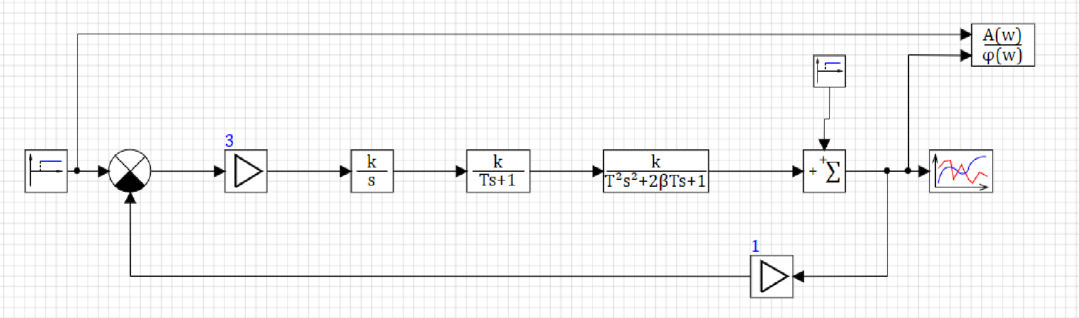 A(w)
φ(w)
3
k
s
k
Ts+1
k
T²s²+2βTs+1
+
+ Σ
1